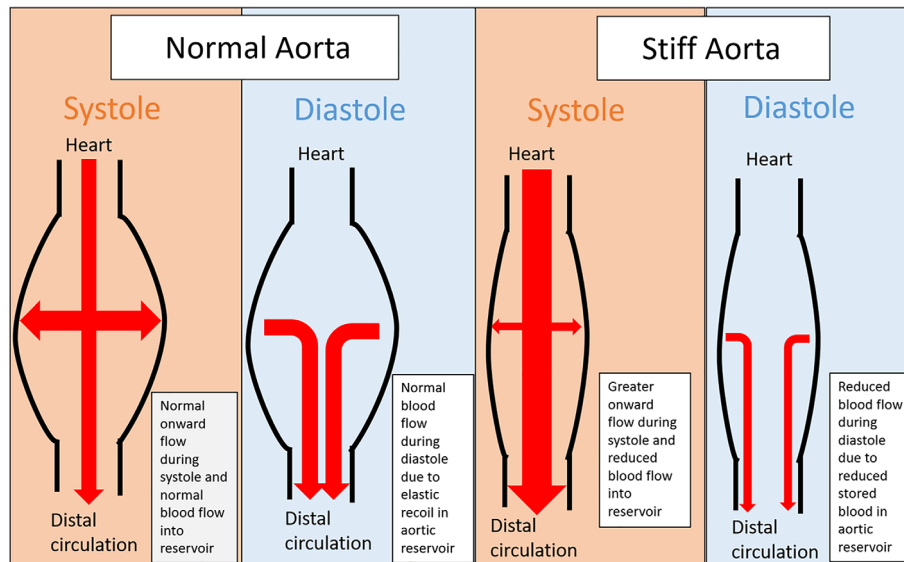 Normal Aorta
Stiff Aorta
Systole
Diastole
Systole
Diastole
Heart
Heart
Heart
Heart
Normal
onward
flow
during
systole and
normal
blood flow
into
reservoir
Distal
circulation
Normal
blood
flow
during
diastole
due to
elastic
recoil in
aortic
reservoir
Distal
circulation
Greater
onward
flow during
systole and
reduced
blood flow
into
reservoir
Distal
circulation
Reduced
blood flow
during
diastole
due to
reduced
stored
blood in
aortic
reservoir
Distal
circulation